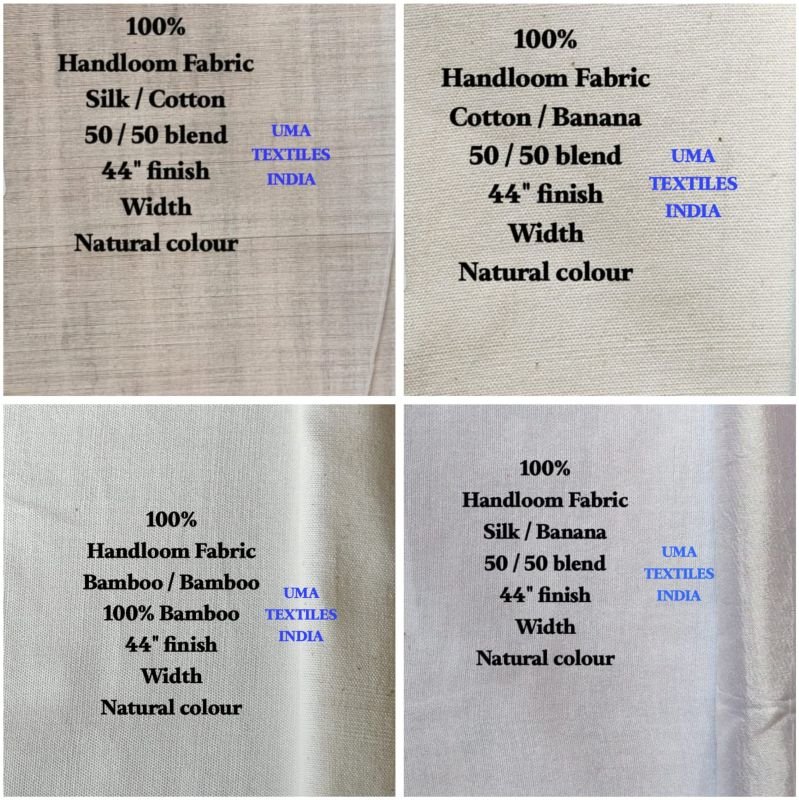 100%
Handloom Fabric
Silk / Cotton
50 / 50 blend
44" finish
Width
Natural colour
UMA
TEXTILES
INDIA
100%
Handloom Fabric
Cotton / Banana
50 / 50 blend
44" finish
Width
Natural colour
UMA
TEXTILES
INDIA
100%
Handloom Fabric
Bamboo / Bamboo
100% Bamboo
44" finish
Width
Natural colour
UMA
TEXTILES
INDIA
100%
Handloom Fabric
Silk / Banana
50 / 50 blend
44" finish
Width
Natural colour
UMA
TEXTILES
INDIA